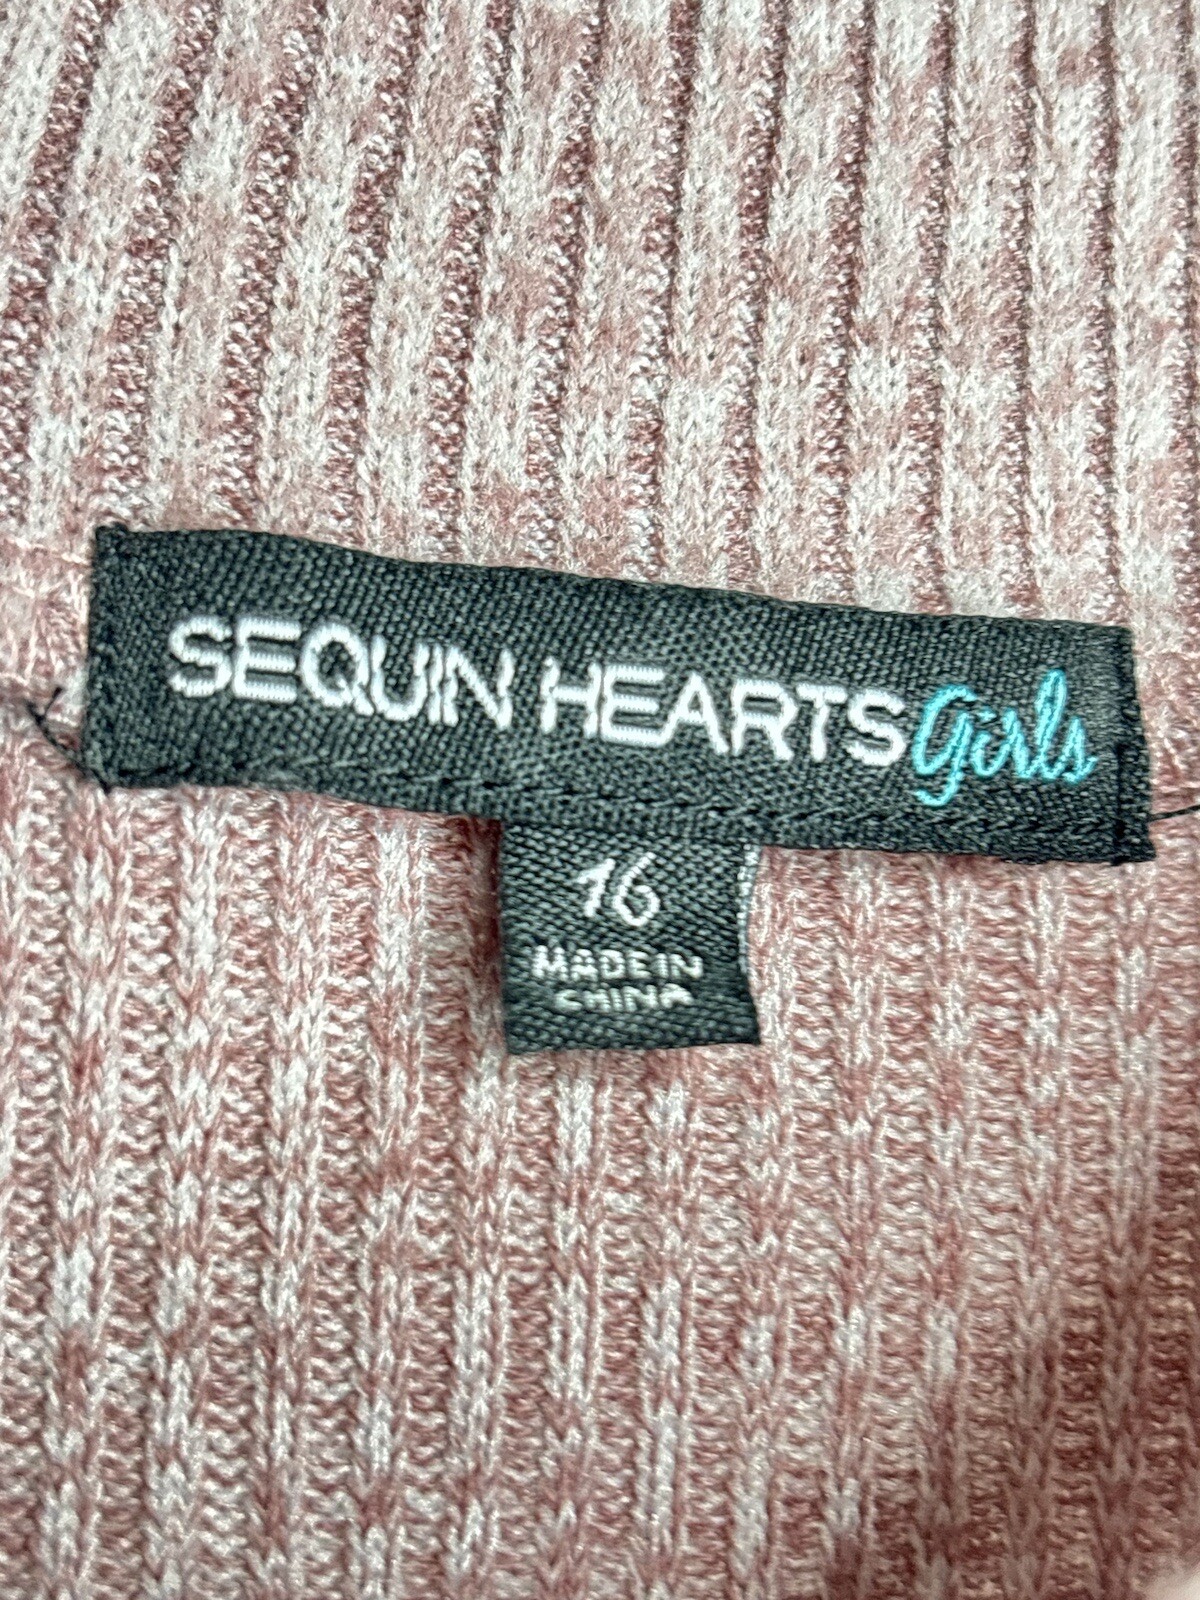 SEQUIN HEARTS girls
16
MADE IN
CHINA